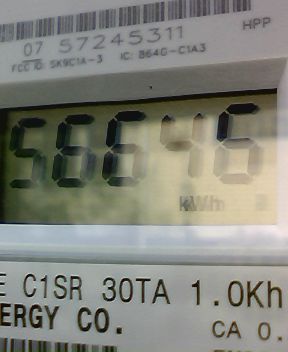 HPP
07 57245311
FCC ID: SK9C1A-3 IC: 864G-C1A3
56646
kWh
E C1SR 30TA 1.0Kh
ERGY CO.
CA 0.